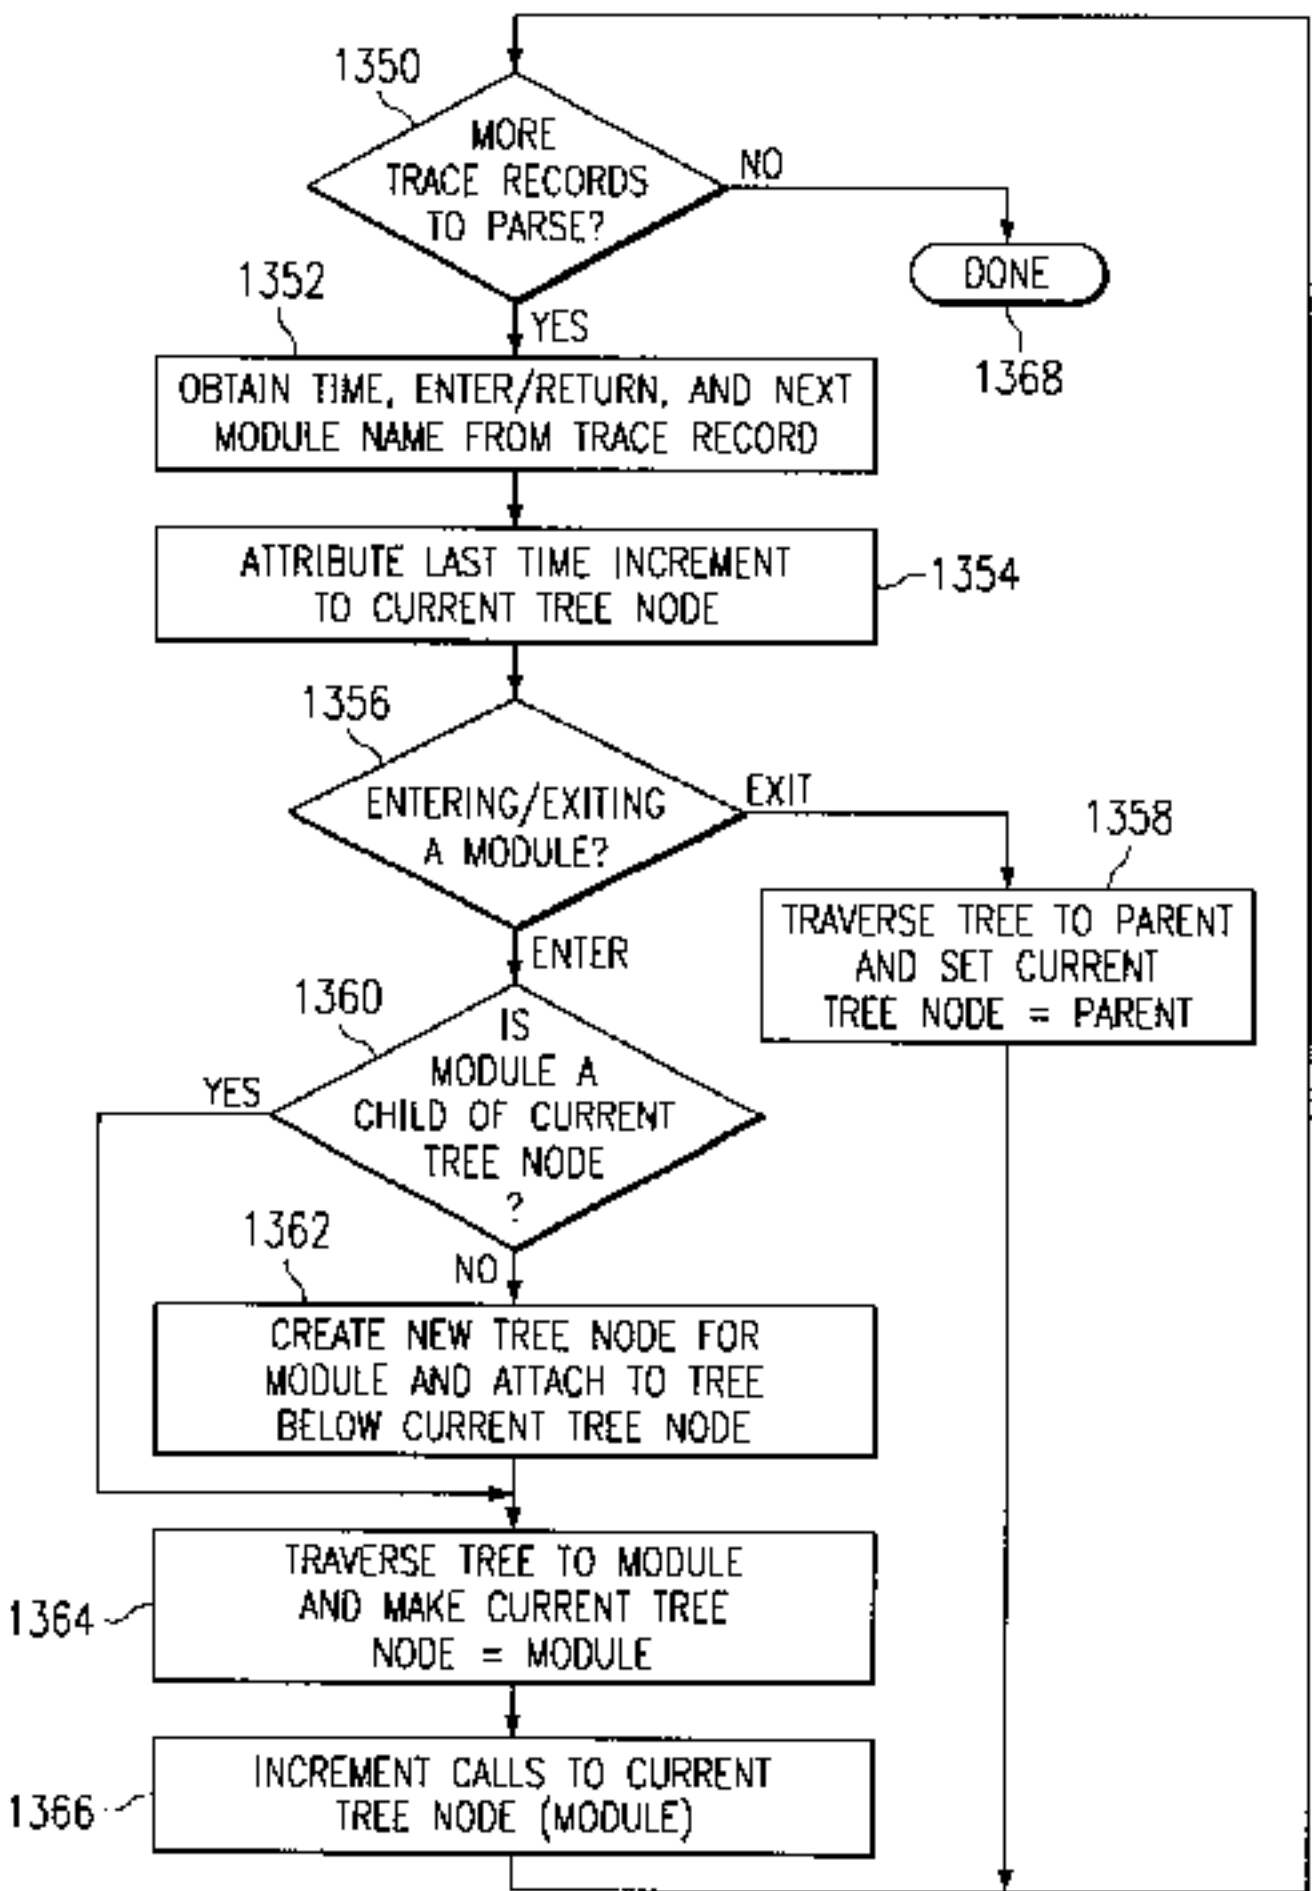 1350
MORE
TRACE RECORDS
TO PARSE?
NO
DONE
1368
YES
1352
OBTAIN TIME, ENTER/RETURN, AND NEXT
MODULE NAME FROM TRACE RECORD
ATTRIBUTE LAST TIME INCREMENT
TO CURRENT TREE NODE
1354
1356
ENTERING/EXITING
A MODULE?
EXIT
1358
TRAVERSE TREE TO PARENT
AND SET CURRENT
TREE NODE = PARENT
ENTER
1360
IS
MODULE A
CHILD OF CURRENT
TREE NODE
?
YES
NO
1362
CREATE NEW TREE NODE FOR
MODULE AND ATTACH TO TREE
BELOW CURRENT TREE NODE
TRAVERSE TREE TO MODULE
AND MAKE CURRENT TREE
NODE = MODULE
1364
INCREMENT CALLS TO CURRENT
TREE NODE (MODULE)
1366